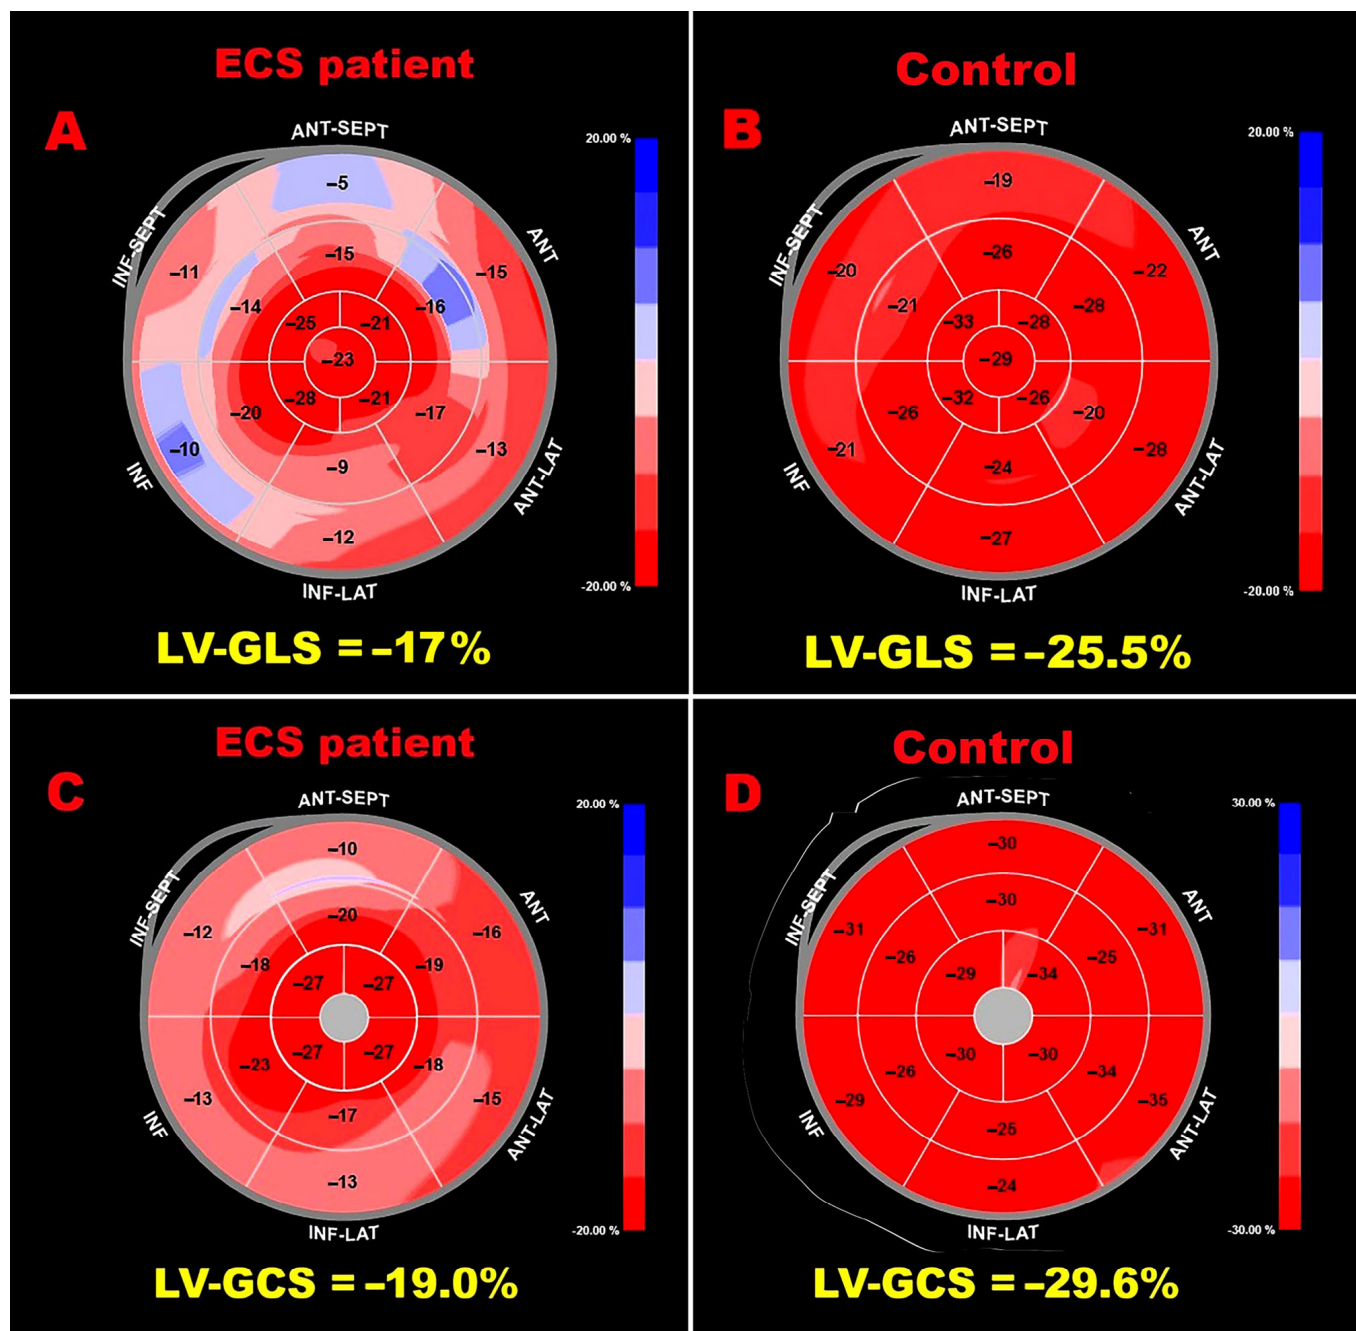 ECS patient
A
ANT-SEPT
20.00 %
INF-SEPT
ANT
–5
–11
–15
–15
–14
–16
–25
–21
–23
–28
–21
–20
–17
–10
–13
–9
–12
INF
ANT-LAT
INF-LAT
-20.00 %
LV-GLS = –17%
Control
B
ANT-SEPT
20.00 %
INF-SEPT
ANT
–19
–20
–22
–26
–21
–28
–33
–28
–29
–32
–26
–26
–20
–21
–28
–24
–27
INF
ANT-LAT
INF-LAT
-20.00 %
LV-GLS = –25.5%
ECS patient
C
ANT-SEPT
20.00 %
INF-SEPT
ANT
–10
–12
–16
–20
–18
–19
–27
–27
–27
–27
–23
–18
–13
–15
–17
–13
INF
ANT-LAT
INF-LAT
-20.00 %
LV-GCS = –19.0%
Control
D
ANT-SEPT
30.00 %
INF-SEPT
ANT
–30
–31
–31
–30
–26
–25
–29
–34
–30
–30
–26
–34
–29
–35
–25
–24
INF
ANT-LAT
INF-LAT
-30.00 %
LV-GCS = –29.6%